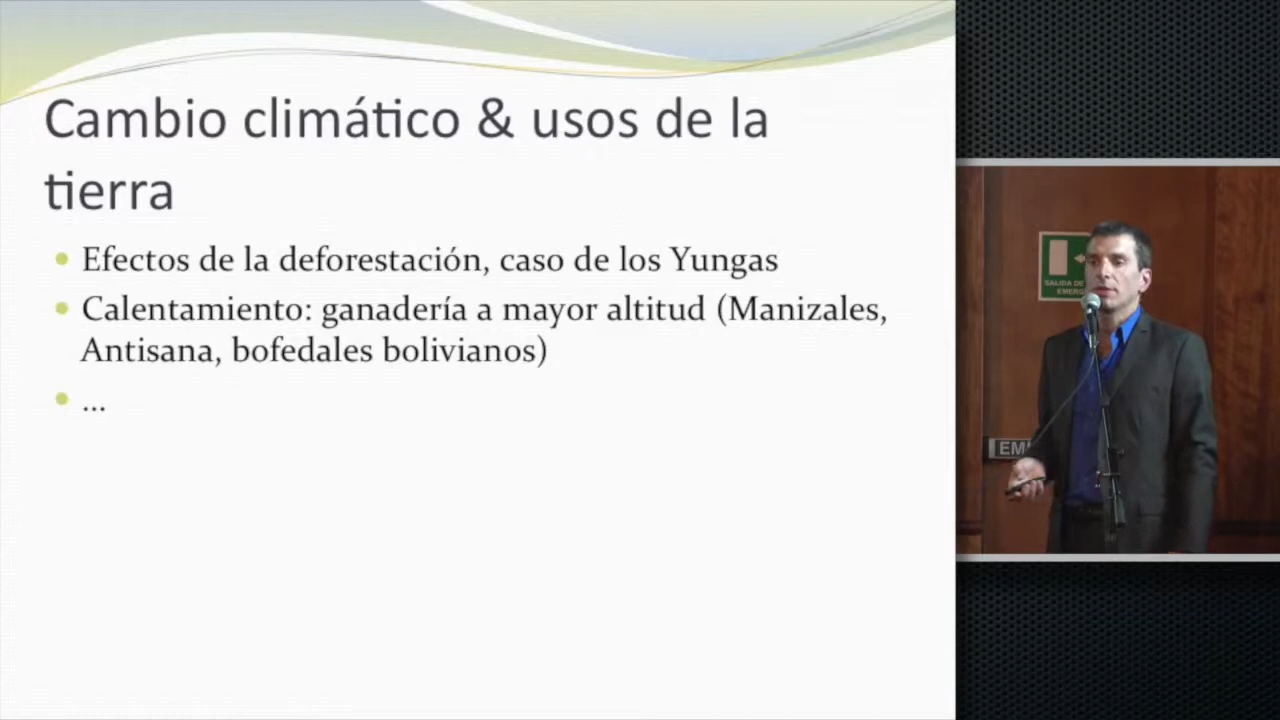 Cambio climático & usos de la
tierra
• Efectos de la deforestación, caso de los Yungas
• Calentamiento: ganadería a mayor altitud (Manizales,
Antisana, bofedales bolivianos)
• ...
SALIDA DE
EMERG
EM